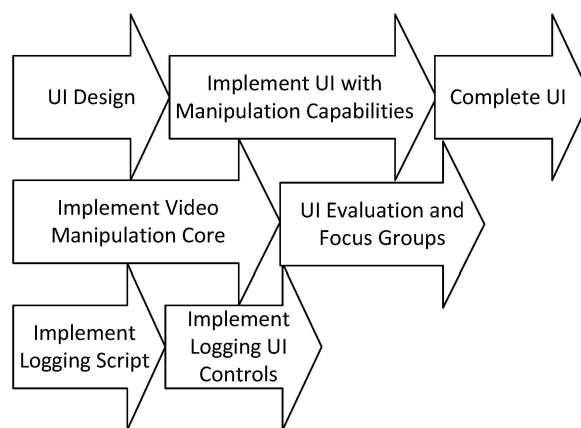 UI Design
Implement UI with
Manipulation Capabilities
Complete UI
Implement Video
Manipulation Core
UI Evaluation and
Focus Groups
Implement
Logging Script
Implement
Logging UI
Controls